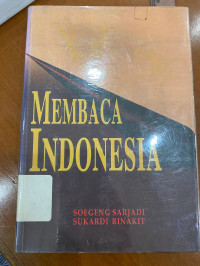 MEMBACA
INDONESIA
SOEGENG SARJADI
SUKARDI RINAKIT